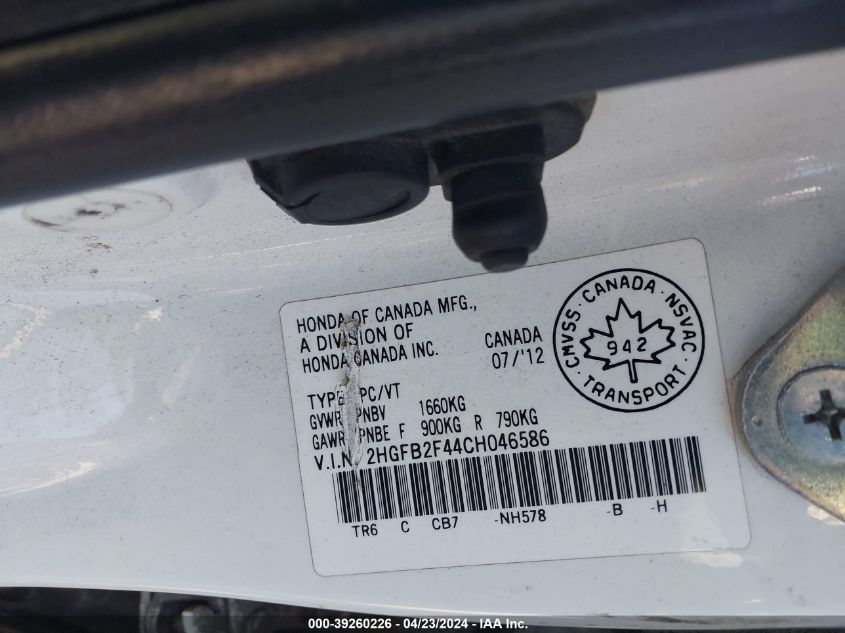 HONDA OF CANADA MFG.,
A DIVISION OF
HONDA CANADA INC.
CANADA
07/'12
CMVSS · CANADA · NSVAC
942
· TRANSPORT ·
TYPE PC/VT
GVWR PNBV 1660KG
GAWR PNBE F 900KG R 790KG
V.I.N. 2HGFB2F44CH046586
TR6 C CB7 -NH578 -B -H
000-39260226 - 04/23/2024 - IAA Inc.